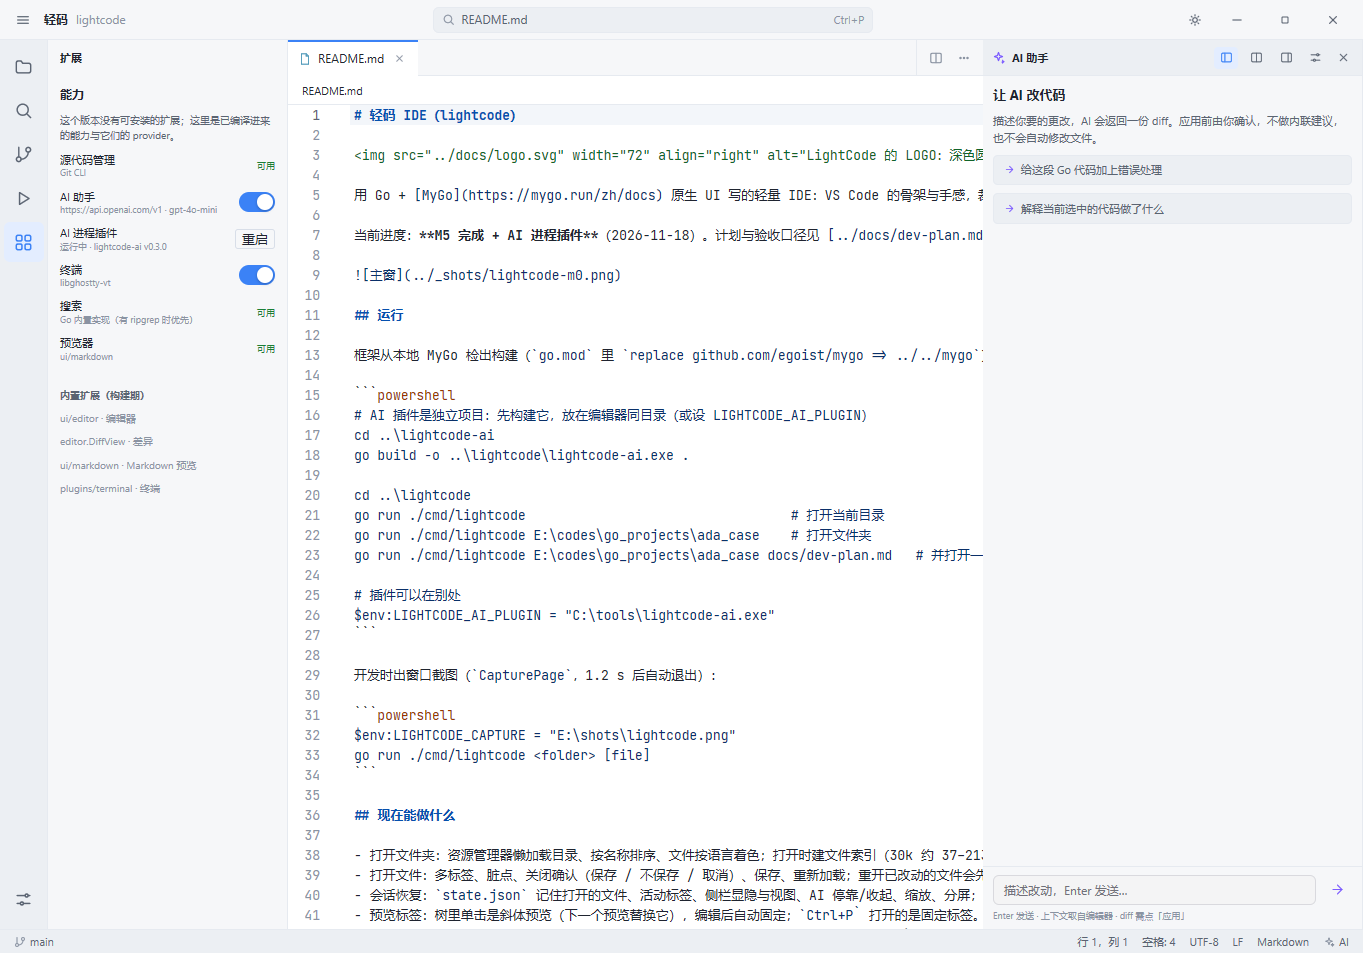 轻码 lightcode
README.md Ctrl+P
扩展
能力
这个版本没有可安装的扩展；这里是已编译进来
的能力与它们的 provider。
源代码管理
Git CLI
可用
AI 助手
https://api.openai.com/v1 · gpt-4o-mini
AI 进程插件
运行中 · lightcode-ai v0.3.0
重启
终端
libghostty-vt
搜索
Go 内置实现（有 ripgrep 时优先）
可用
预览器
ui/markdown
可用
内置扩展（构建期）
ui/editor · 编辑器
editor.DiffView · 差异
ui/markdown · Markdown 预览
plugins/terminal · 终端
README.md
README.md
1 # 轻码 IDE (lightcode)
2
3 <img src="../docs/logo.svg" width="72" align="right" alt="LightCode 的 LOGO：深色圆
4
5 用 Go + [MyGo](https://mygo.run/zh/docs) 原生 UI 写的轻量 IDE：VS Code 的骨架与手感，
6
7 当前进度：**M5 完成 + AI 进程插件**（2026-11-18）。计划与验收口径见 [../docs/dev-plan.md
8
9 ![主窗](../_shots/lightcode-m0.png)
10
11 ## 运行
12
13 框架从本地 MyGo 检出构建（`go.mod` 里 `replace github.com/egoist/mygo => ../../mygo`
14
15 ```powershell
16 # AI 插件是独立项目：先构建它，放在编辑器同目录（或设 LIGHTCODE_AI_PLUGIN）
17 cd ..\lightcode-ai
18 go build -o ..\lightcode\lightcode-ai.exe .
19
20 cd ..\lightcode
21 go run ./cmd/lightcode # 打开当前目录
22 go run ./cmd/lightcode E:\codes\go_projects\ada_case # 打开文件夹
23 go run ./cmd/lightcode E:\codes\go_projects\ada_case docs/dev-plan.md # 并打开一
24
25 # 插件可以在别处
26 $env:LIGHTCODE_AI_PLUGIN = "C:\tools\lightcode-ai.exe"
27 ```
28
29 开发时出窗口截图（`CapturePage`，1.2 s 后自动退出）：
30
31 ```powershell
32 $env:LIGHTCODE_CAPTURE = "E:\shots\lightcode.png"
33 go run ./cmd/lightcode <folder> [file]
34 ```
35
36 ## 现在能做什么
37
38 - 打开文件夹：资源管理器懒加载目录、按名称排序、文件按语言着色；打开时建文件索引（30k 约 37–213
39 - 打开文件：多标签、脏点、关闭确认（保存 / 不保存 / 取消）、保存、重新加载；重开已改动的文件会先
40 - 会话恢复：`state.json` 记住打开的文件、活动标签、侧栏显隐与视图、AI 停靠/收起、缩放、分屏；
41 - 预览标签：树里单击是斜体预览（下一个预览替换它），编辑后自动固定；`Ctrl+P` 打开的是固定标签。
AI 助手
让 AI 改代码
描述你要的更改，AI 会返回一份 diff。应用前由你确认，不做内联建议，
也不会自动修改文件。
给这段 Go 代码加上错误处理
解释当前选中的代码做了什么
描述改动，Enter 发送...
Enter 发送 · 上下文取自编辑器 · diff 需点「应用」
main
行 1，列 1 空格: 4 UTF-8 LF Markdown AI